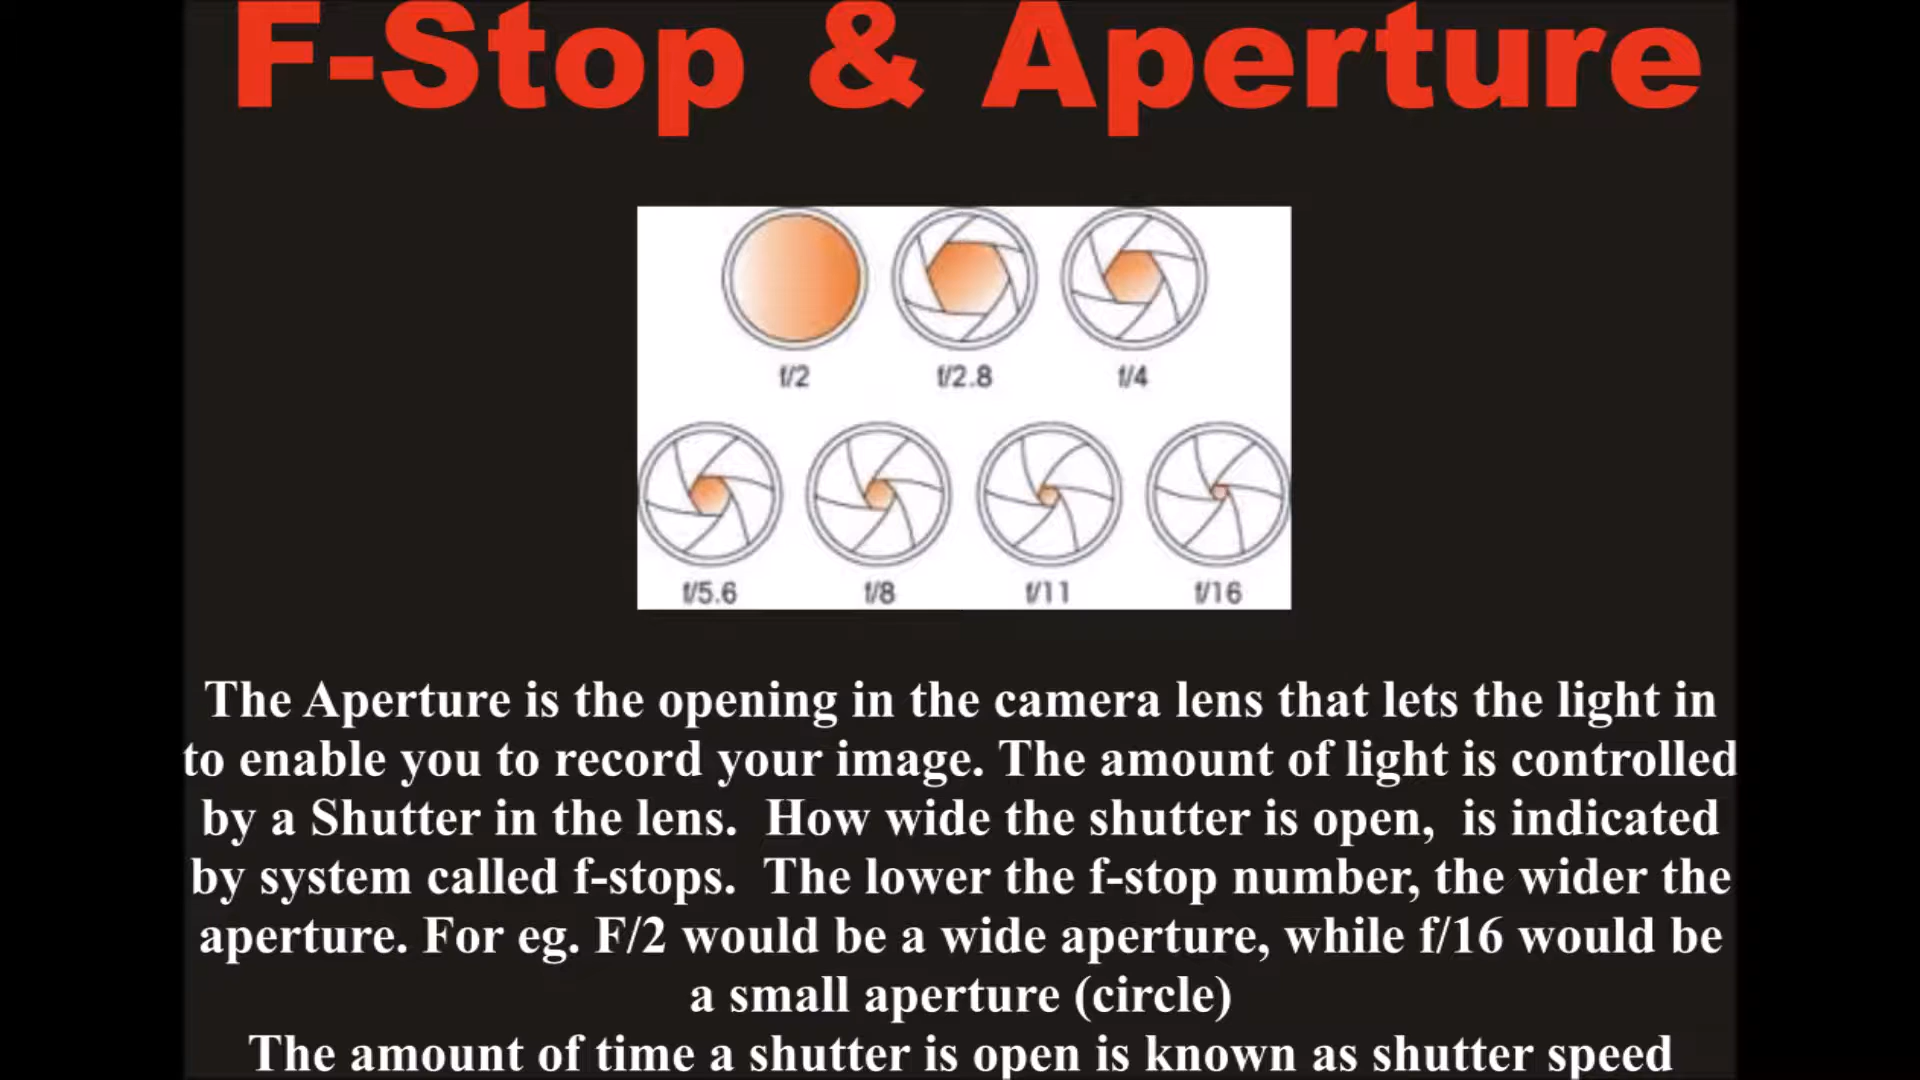 F-Stop & Aperture
f/2 f/2.8 f/4
f/5.6 f/8 f/11 f/16
The Aperture is the opening in the camera lens that lets the light in
to enable you to record your image. The amount of light is controlled
by a Shutter in the lens.  How wide the shutter is open,  is indicated
by system called f-stops.  The lower the f-stop number, the wider the
aperture. For eg. F/2 would be a wide aperture, while f/16 would be
a small aperture (circle)
The amount of time a shutter is open is known as shutter speed